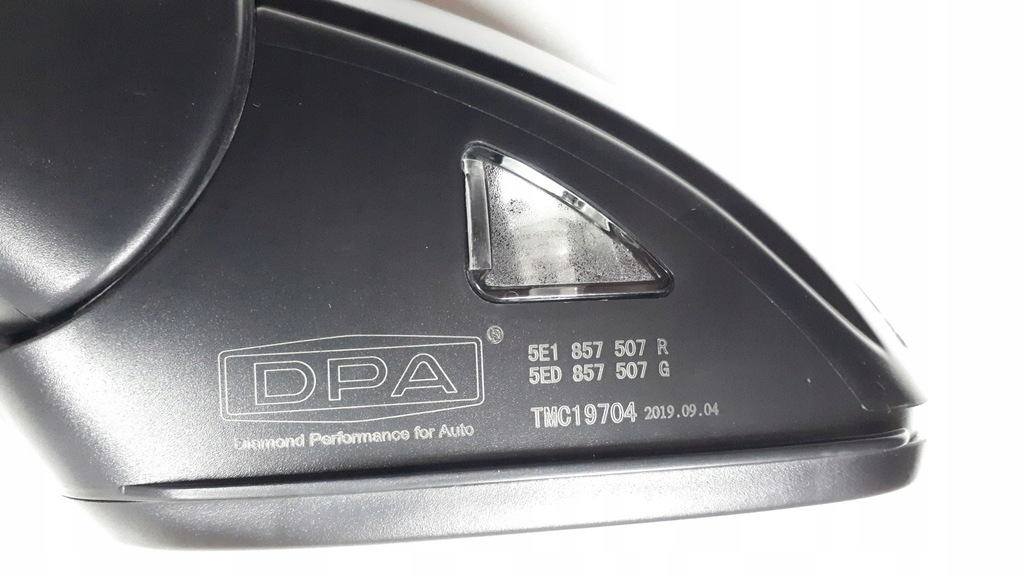 DPA ®
Diamond Performance for Auto
5E1 857 507 R
5ED 857 507 G
TMC19704 2019.09.04